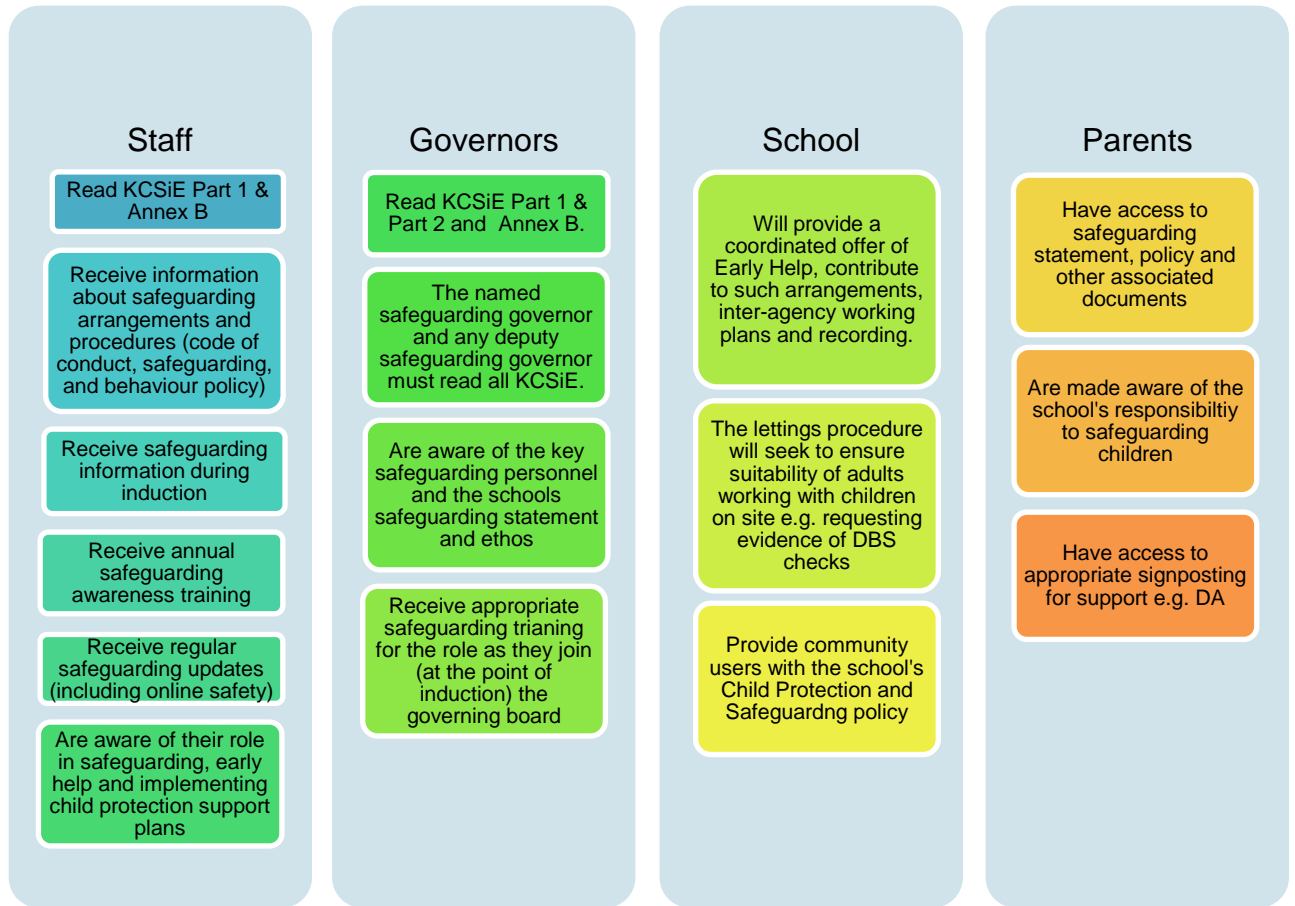 Staff
Read KCSiE Part 1 &
Annex B
Receive information
about safeguarding
arrangements and
procedures (code of
conduct, safeguarding,
and behaviour policy)
Receive safeguarding
information during
induction
Receive annual
safeguarding
awareness training
Receive regular
safeguarding updates
(including online safety)
Are aware of their role
in safeguarding, early
help and implementing
child protection support
plans
Governors
Read KCSiE Part 1 &
Part 2 and  Annex B.
The named
safeguarding governor
and any deputy
safeguarding governor
must read all KCSiE.
Are aware of the key
safeguarding personnel
and the schools
safeguarding statement
and ethos
Receive appropriate
safeguarding trianing
for the role as they join
(at the point of
induction) the
governing board
School
Will provide a
coordinated offer of
Early Help, contribute
to such arrangements,
inter-agency working
plans and recording.
The lettings procedure
will seek to ensure
suitability of adults
working with children
on site e.g. requesting
evidence of DBS
checks
Provide community
users with the school's
Child Protection and
Safeguardng policy
Parents
Have access to
safeguarding
statement, policy and
other associated
documents
Are made aware of the
school's responsibiltiy
to safeguarding
children
Have access to
appropriate signposting
for support e.g. DA